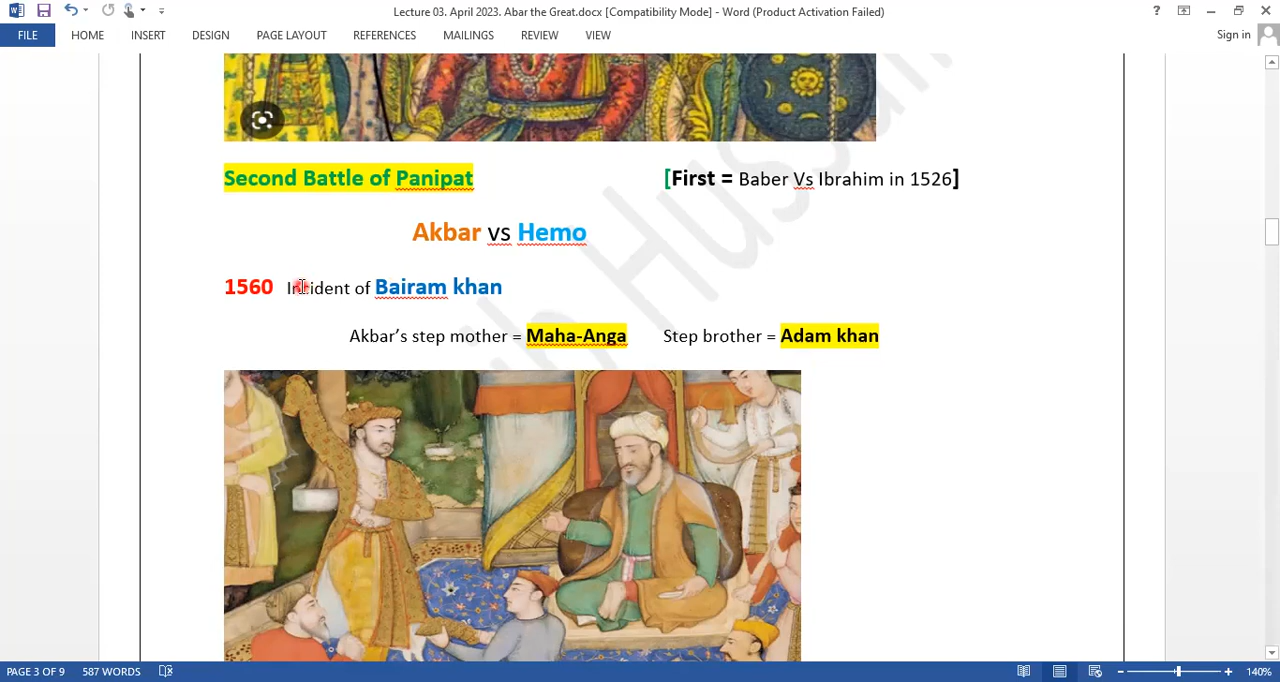 Lecture 03. April 2023. Abar the Great.docx [Compatibility Mode] - Word (Product Activation Failed)
FILE HOME INSERT DESIGN PAGE LAYOUT REFERENCES MAILINGS REVIEW VIEW Sign in
Second Battle of Panipat [First = Baber Vs Ibrahim in 1526]
Akbar vs Hemo
1560 Incident of Bairam khan
Akbar's step mother = Maha-Anga Step brother = Adam khan
PAGE 3 OF 9 587 WORDS 140%